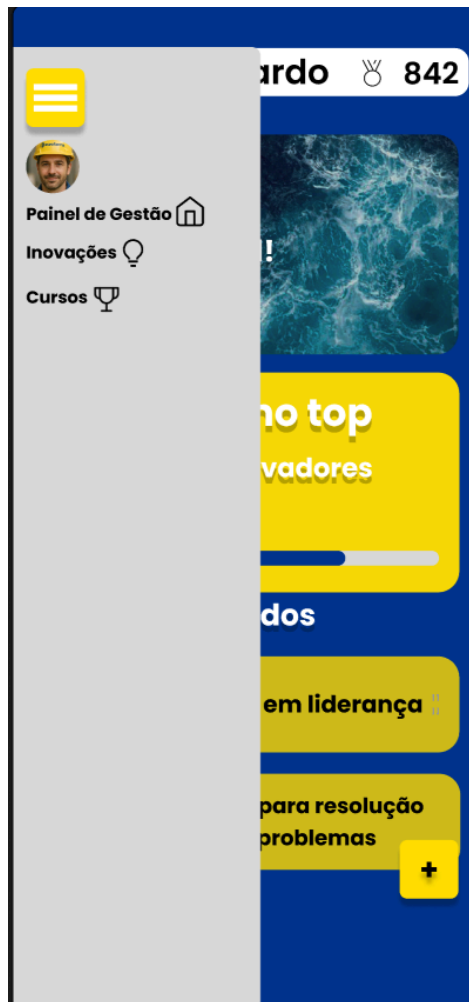 ardo 842
Painel de Gestão
Inovações
Cursos
!
no top
vadores
dos
em liderança
para resolução
problemas
+